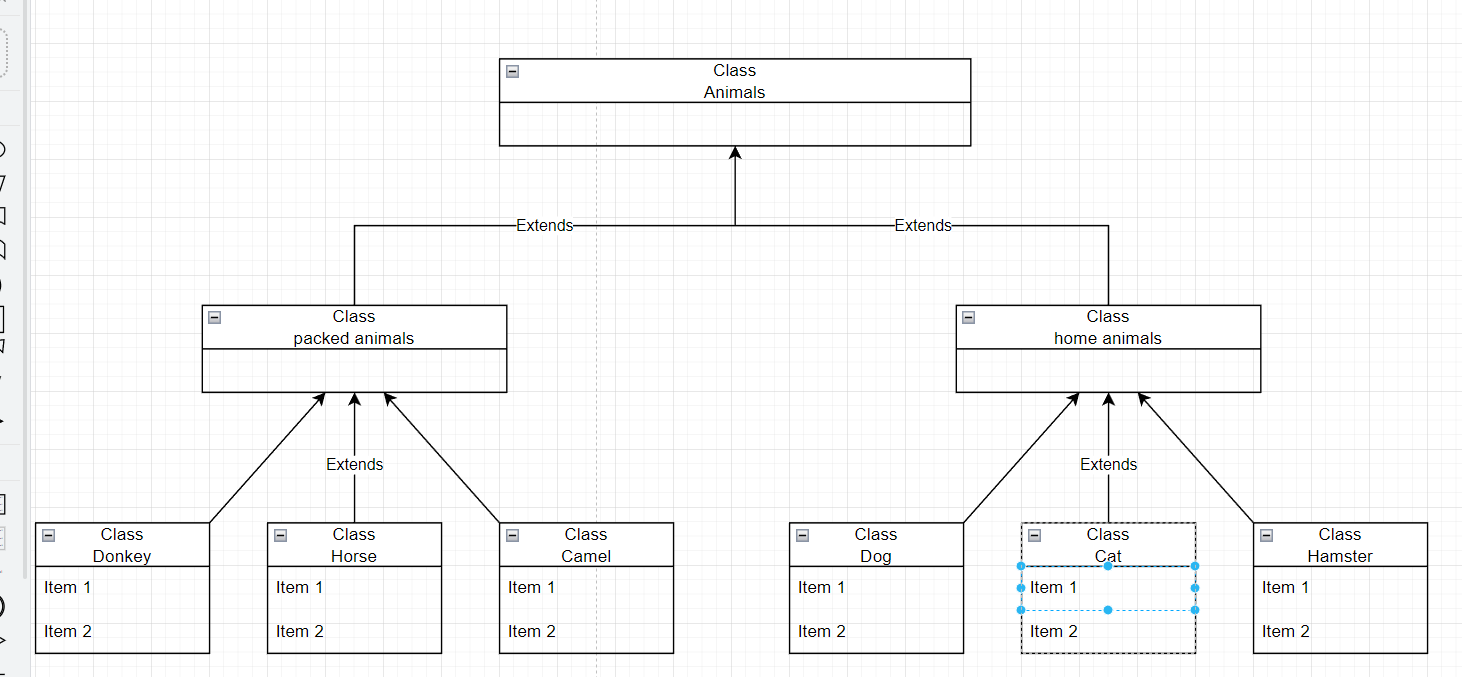 Class
Animals
Extends
Extends
Class
packed animals
Class
home animals
Extends
Extends
Class
Donkey
Item 1
Item 2
Class
Horse
Item 1
Item 2
Class
Camel
Item 1
Item 2
Class
Dog
Item 1
Item 2
Class
Cat
Item 1
Item 2
Class
Hamster
Item 1
Item 2